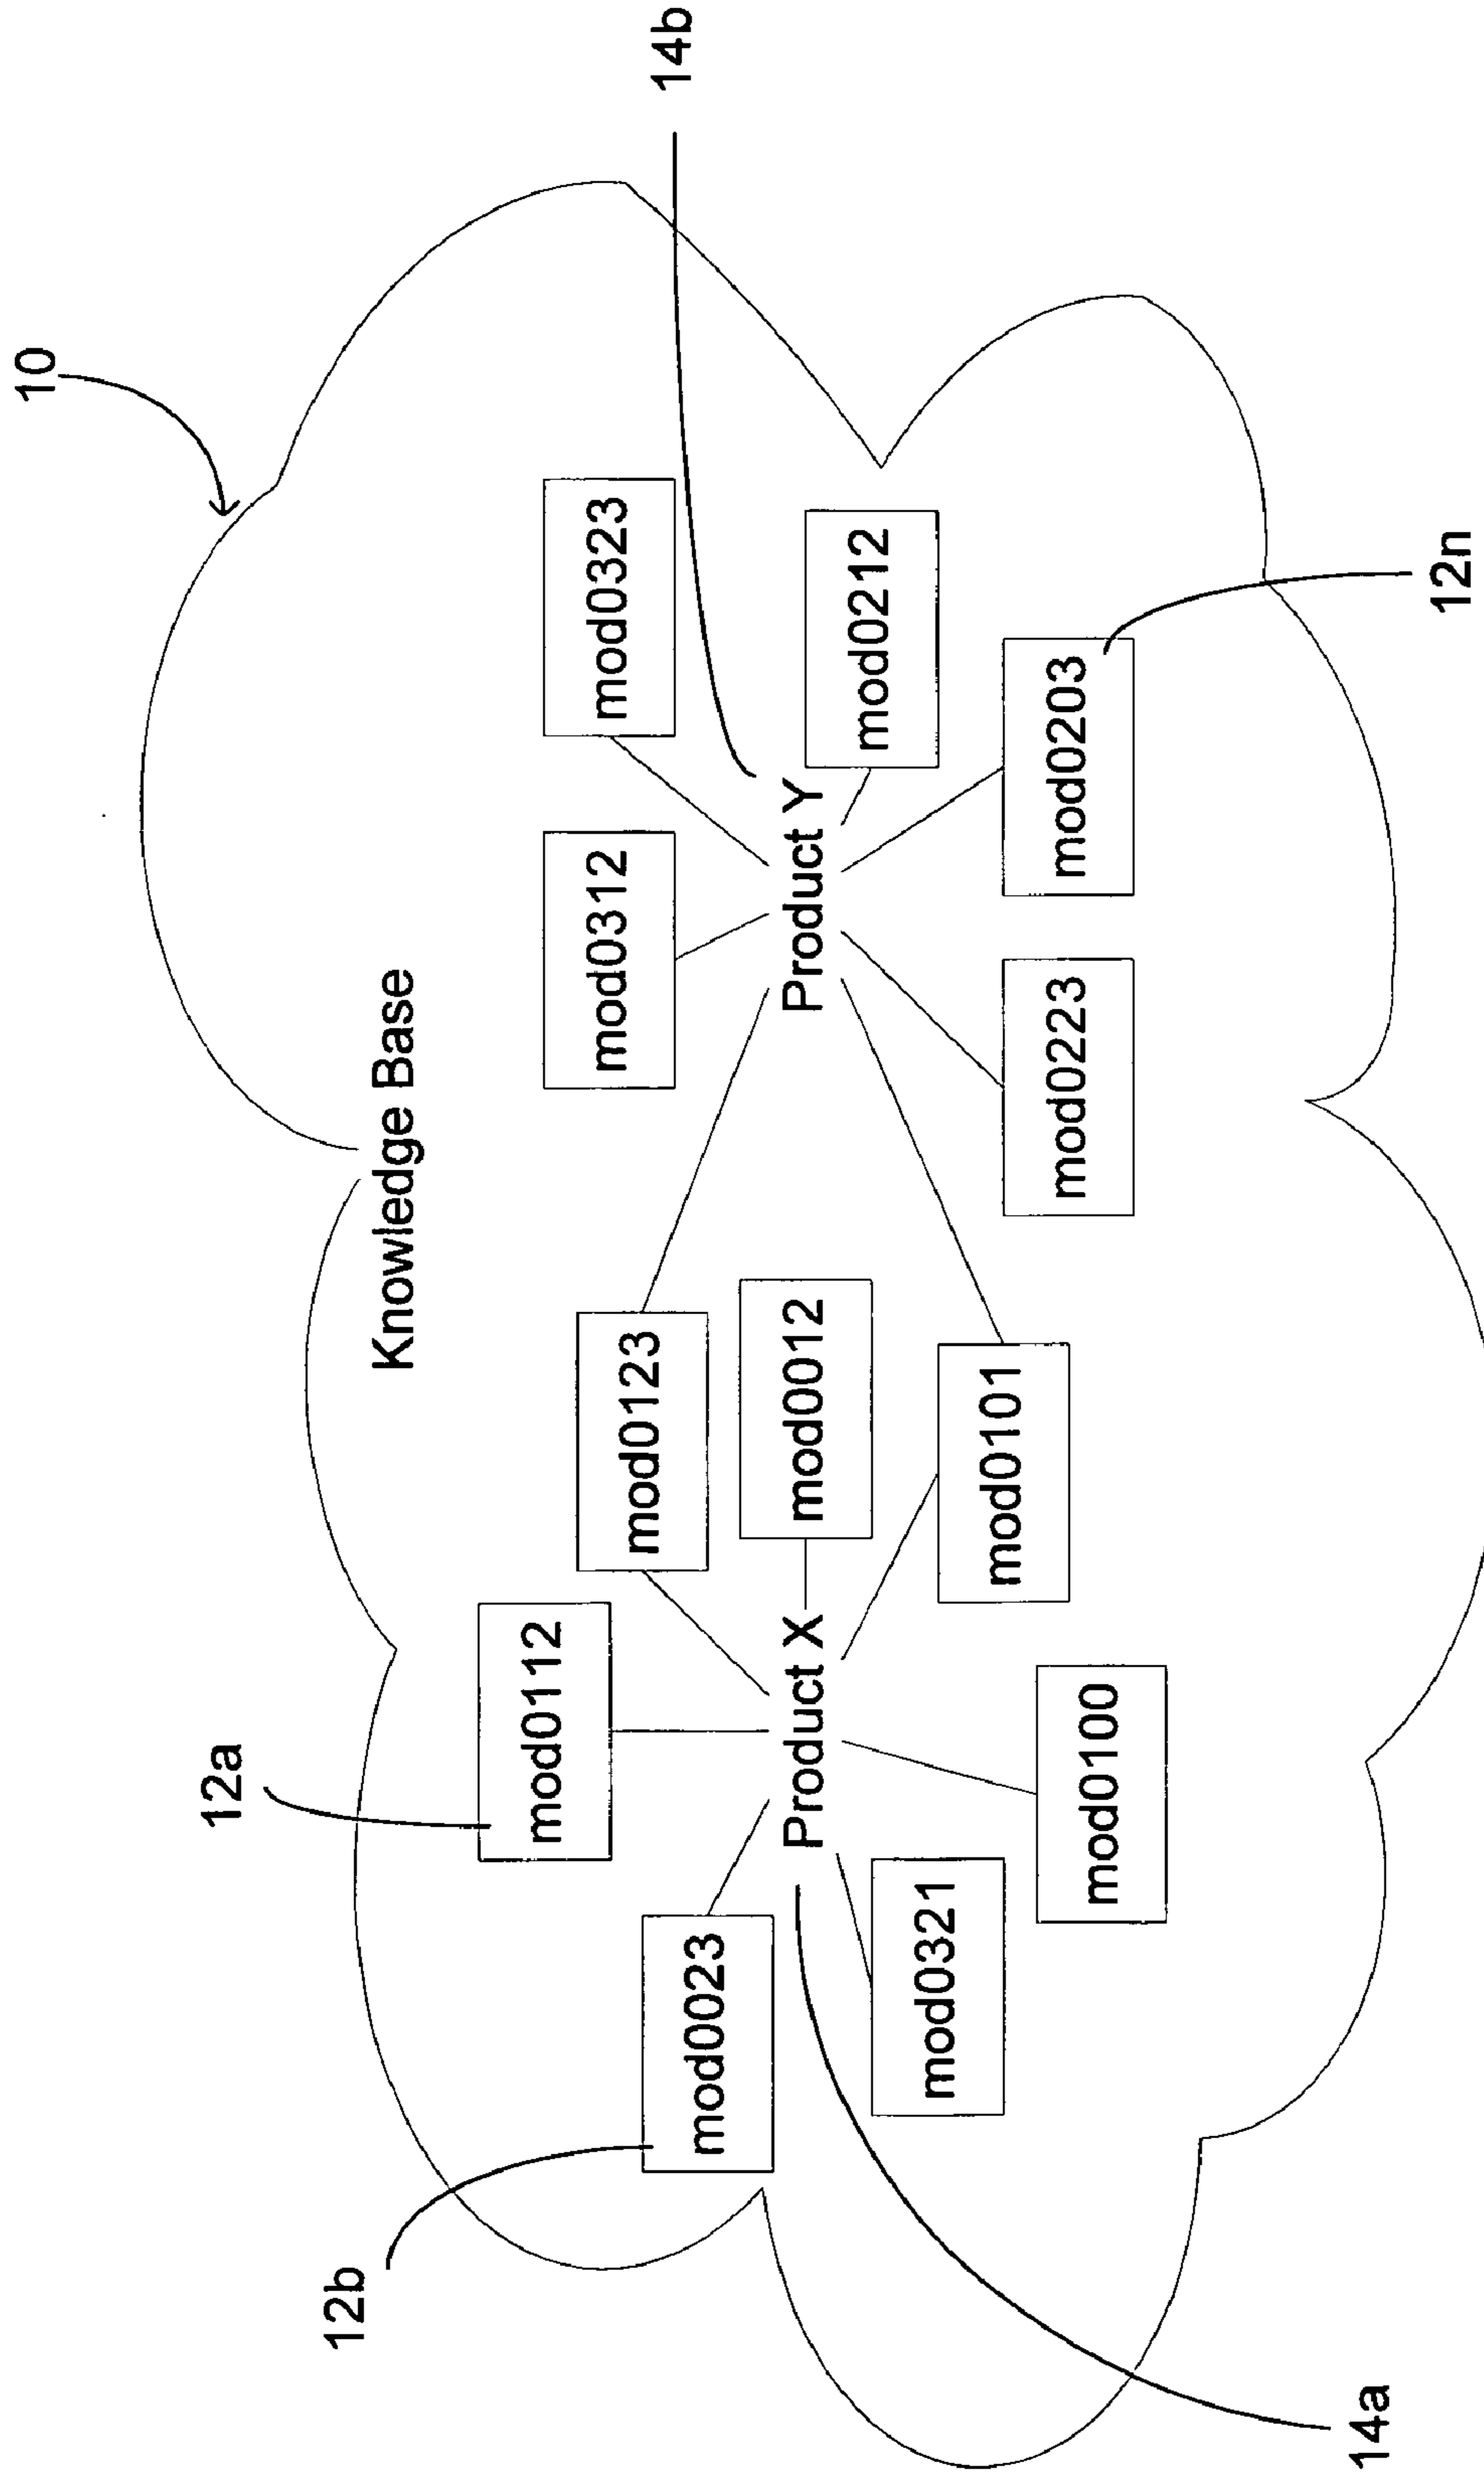 10
Knowledge Base
12a
12b
14b
mod0112
mod0323
mod0312
mod0123
mod0023
Product X
mod0012
Product Y
mod0212
mod0321
mod0101
mod0100
mod0223
mod0203
14a
12n